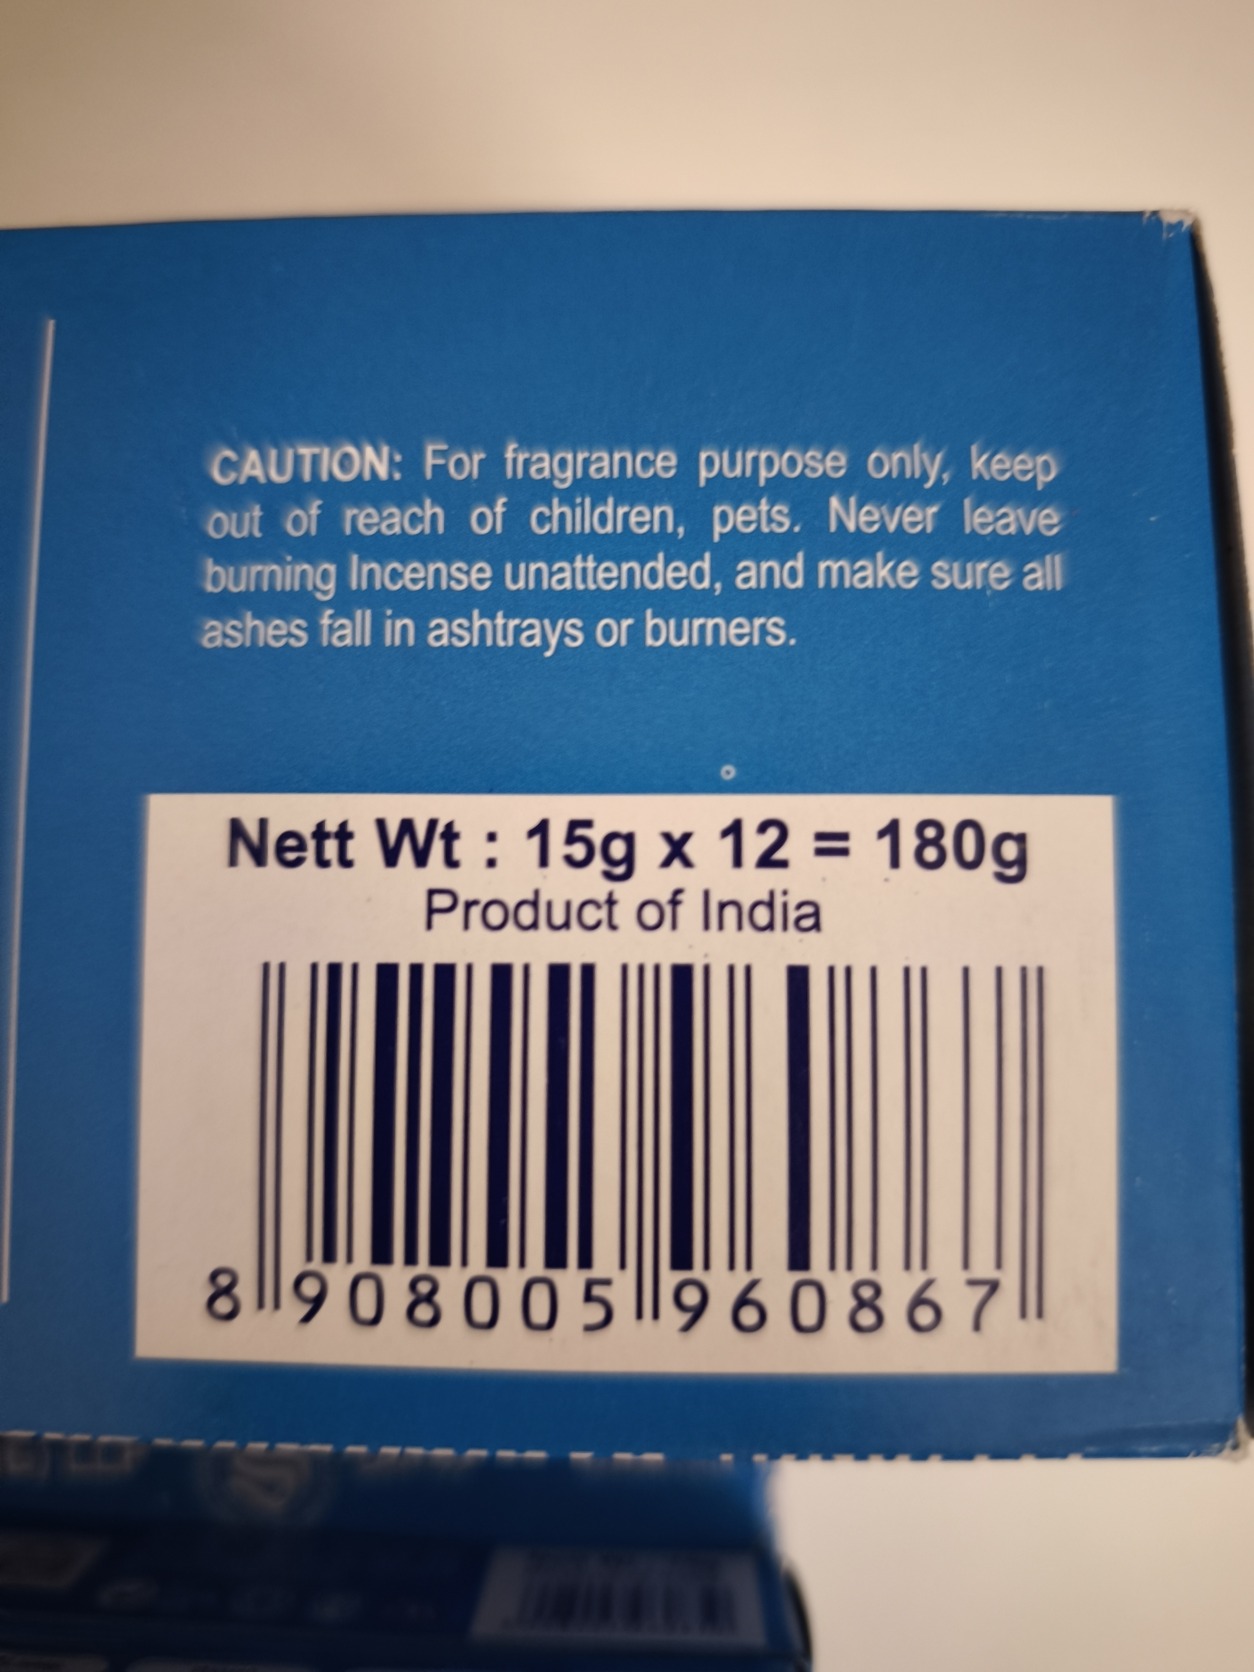 CAUTION: For fragrance purpose only, keep
out of reach of children, pets. Never leave
burning Incense unattended, and make sure all
ashes fall in ashtrays or burners.
Nett Wt : 15g x 12 = 180g
Product of India
8 908005 960867